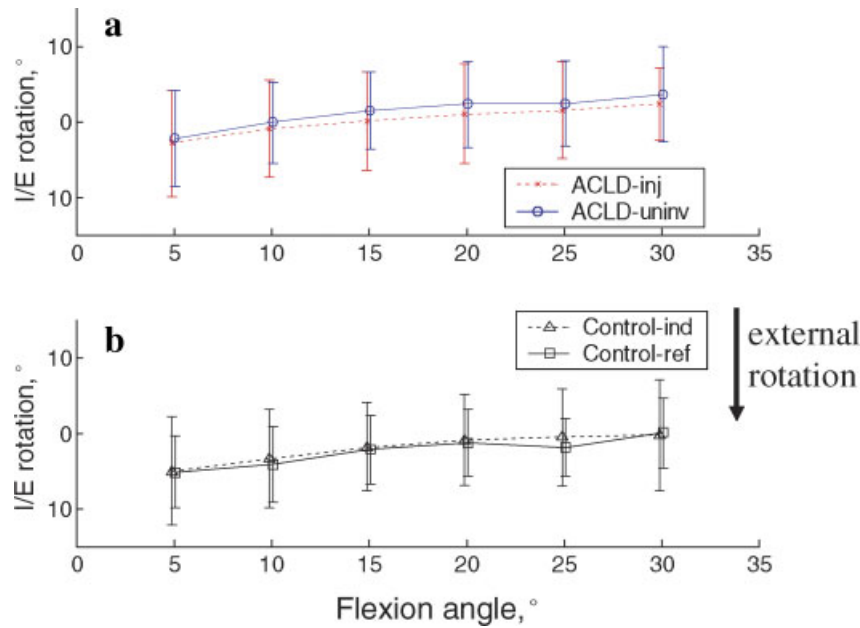 a
10
0
10
I/E rotation,°
ACLD-inj
ACLD-uninv
0 5 10 15 20 25 30 35
b
10
0
10
I/E rotation,°
Control-ind
Control-ref
external
rotation
0 5 10 15 20 25 30 35
Flexion angle,°